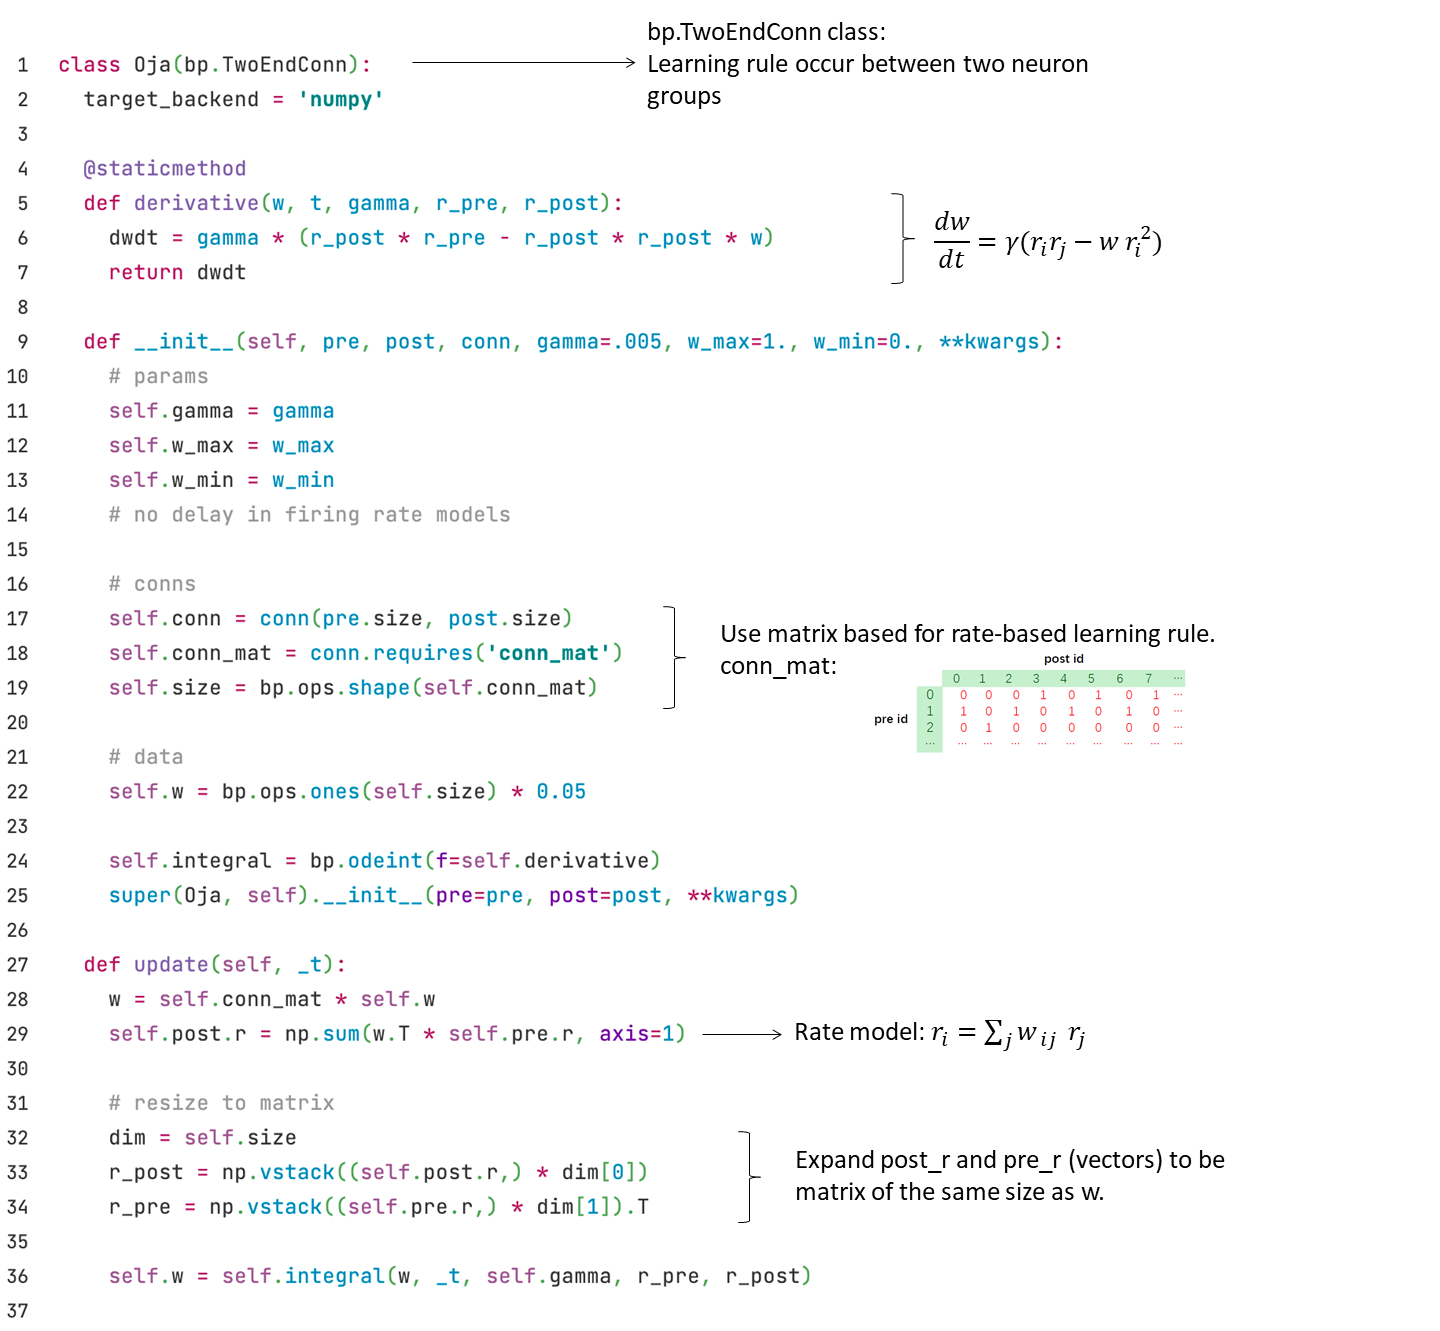 bp.TwoEndConn class:
Learning rule occur between two neuron
groups
1 class Oja(bp.TwoEndConn):
2 target_backend = 'numpy'
3
4 @staticmethod
5 def derivative(w, t, gamma, r_pre, r_post):
6 dwdt = gamma * (r_post * r_pre - r_post * r_post * w)
7 return dwdt
dw/dt = γ(r_i r_j − w r_i^2)
8
9 def __init__(self, pre, post, conn, gamma=.005, w_max=1., w_min=0., **kwargs):
10 # params
11 self.gamma = gamma
12 self.w_max = w_max
13 self.w_min = w_min
14 # no delay in firing rate models
15
16 # conns
17 self.conn = conn(pre.size, post.size)
18 self.conn_mat = conn.requires('conn_mat')
19 self.size = bp.ops.shape(self.conn_mat)
Use matrix based for rate-based learning rule.
conn_mat:
post id
0 1 2 3 4 5 6 7 ...
pre id
0 0 0 0 1 0 1 0 1 ...
1 1 0 1 0 1 0 1 0 ...
2 0 1 0 0 0 0 0 0 ...
... ... ... ... ... ... ... ... ... ...
20
21 # data
22 self.w = bp.ops.ones(self.size) * 0.05
23
24 self.integral = bp.odeint(f=self.derivative)
25 super(Oja, self).__init__(pre=pre, post=post, **kwargs)
26
27 def update(self, _t):
28 w = self.conn_mat * self.w
29 self.post.r = np.sum(w.T * self.pre.r, axis=1)
Rate model: r_i = ∑_j w_ij r_j
30
31 # resize to matrix
32 dim = self.size
33 r_post = np.vstack((self.post.r,) * dim[0])
34 r_pre = np.vstack((self.pre.r,) * dim[1]).T
Expand post_r and pre_r (vectors) to be
matrix of the same size as w.
35
36 self.w = self.integral(w, _t, self.gamma, r_pre, r_post)
37